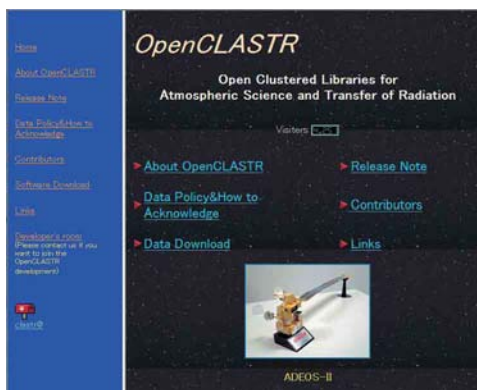 Home
About OpenCLASTR
Release Note
Data Policy&How to
Acknowledge
Contributors
Software Download
Links
Developer's room
(Please contact us if you
want to join the
OpenCLASTR
development)
clastr@
OpenCLASTR
Open Clustered Libraries for
Atmospheric Science and Transfer of Radiation
Visiters
About OpenCLASTR
Release Note
Data Policy&How to
Acknowledge
Contributors
Data Download
Links
ADEOS-II